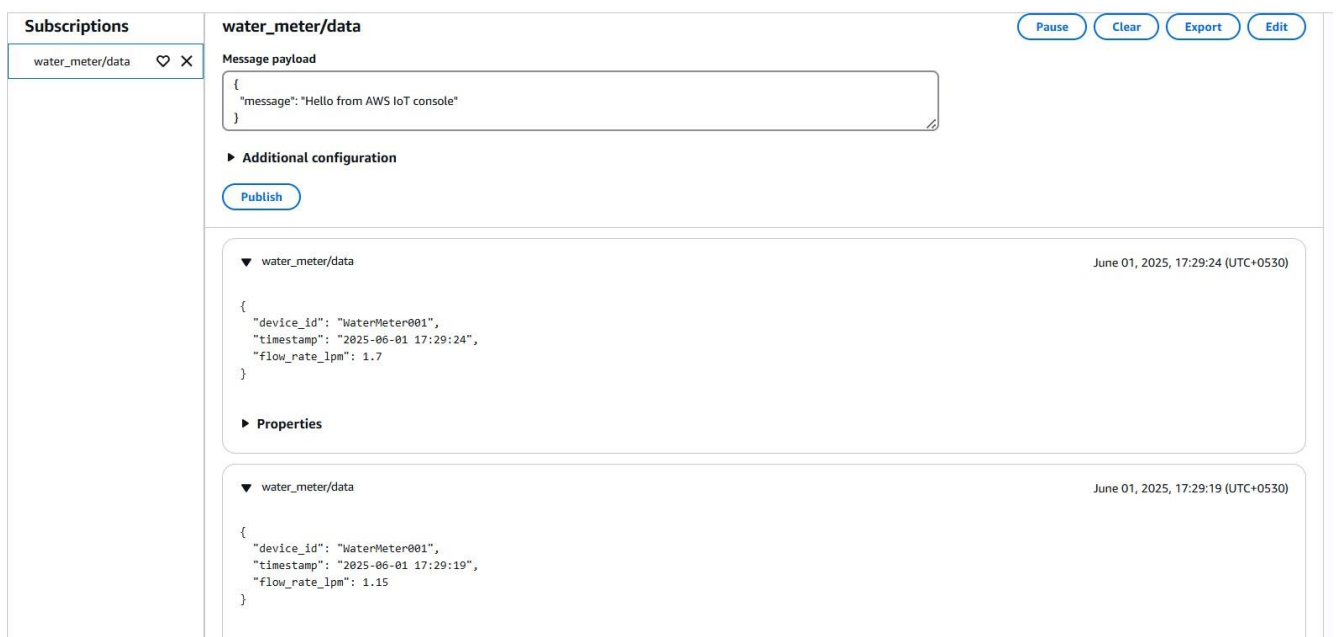 Subscriptions
water_meter/data
water_meter/data
Pause
Clear
Export
Edit
Message payload
{
"message": "Hello from AWS IoT console"
}
Additional configuration
Publish
water_meter/data
June 01, 2025, 17:29:24 (UTC+0530)
{
"device_id": "WaterMeter001",
"timestamp": "2025-06-01 17:29:24",
"flow_rate_lpm": 1.7
}
Properties
water_meter/data
June 01, 2025, 17:29:19 (UTC+0530)
{
"device_id": "WaterMeter001",
"timestamp": "2025-06-01 17:29:19",
"flow_rate_lpm": 1.15
}